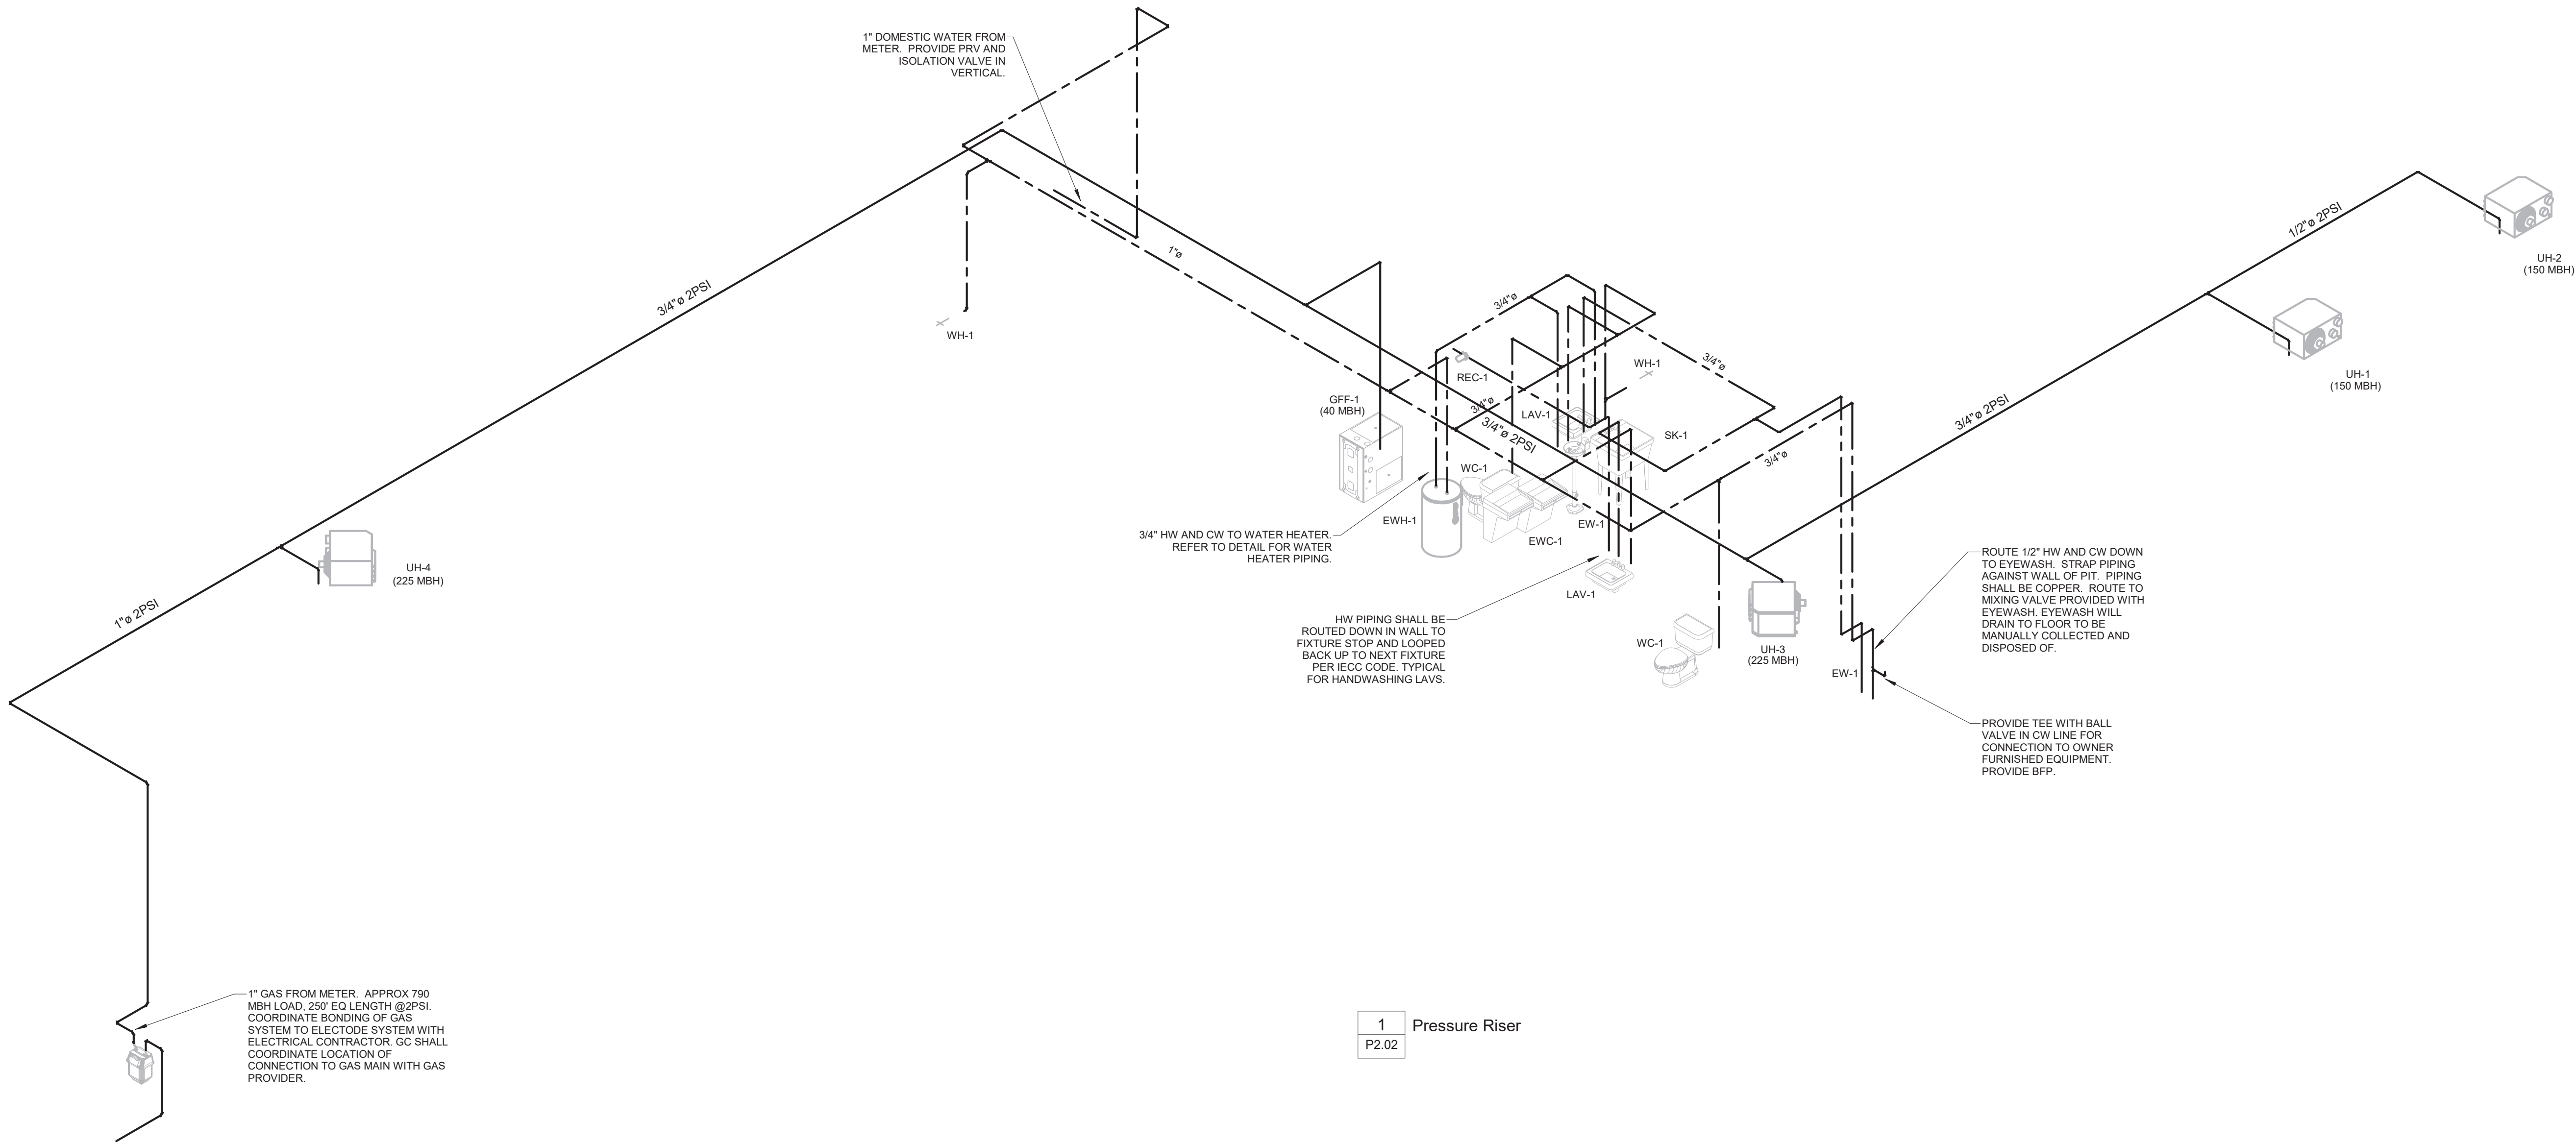 1" DOMESTIC WATER FROM
METER.  PROVIDE PRV AND
ISOLATION VALVE IN
VERTICAL.
1"ø
3/4"ø 2PSI
WH-1
1/2"ø 2PSI
UH-2
(150 MBH)
UH-1
(150 MBH)
3/4"ø 2PSI
3/4"ø
REC-1
WH-1
3/4"ø
GFF-1
(40 MBH)
3/4"ø
LAV-1
3/4"ø 2PSI
SK-1
3/4"ø
WC-1
EWH-1
EW-1
EWC-1
3/4" HW AND CW TO WATER HEATER.
REFER TO DETAIL FOR WATER
HEATER PIPING.
LAV-1
UH-4
(225 MBH)
1"ø 2PSI
HW PIPING SHALL BE
ROUTED DOWN IN WALL TO
FIXTURE STOP AND LOOPED
BACK UP TO NEXT FIXTURE
PER IECC CODE. TYPICAL
FOR HANDWASHING LAVS.
WC-1
UH-3
(225 MBH)
ROUTE 1/2" HW AND CW DOWN
TO EYEWASH.  STRAP PIPING
AGAINST WALL OF PIT.  PIPING
SHALL BE COPPER.  ROUTE TO
MIXING VALVE PROVIDED WITH
EYEWASH. EYEWASH WILL
DRAIN TO FLOOR TO BE
MANUALLY COLLECTED AND
DISPOSED OF.
EW-1
PROVIDE TEE WITH BALL
VALVE IN CW LINE FOR
CONNECTION TO OWNER
FURNISHED EQUIPMENT.
PROVIDE BFP.
1" GAS FROM METER.  APPROX 790
MBH LOAD, 250' EQ LENGTH @2PSI.
COORDINATE BONDING OF GAS
SYSTEM TO ELECTODE SYSTEM WITH
ELECTRICAL CONTRACTOR. GC SHALL
COORDINATE LOCATION OF
CONNECTION TO GAS MAIN WITH GAS
PROVIDER.
1
Pressure Riser
P2.02